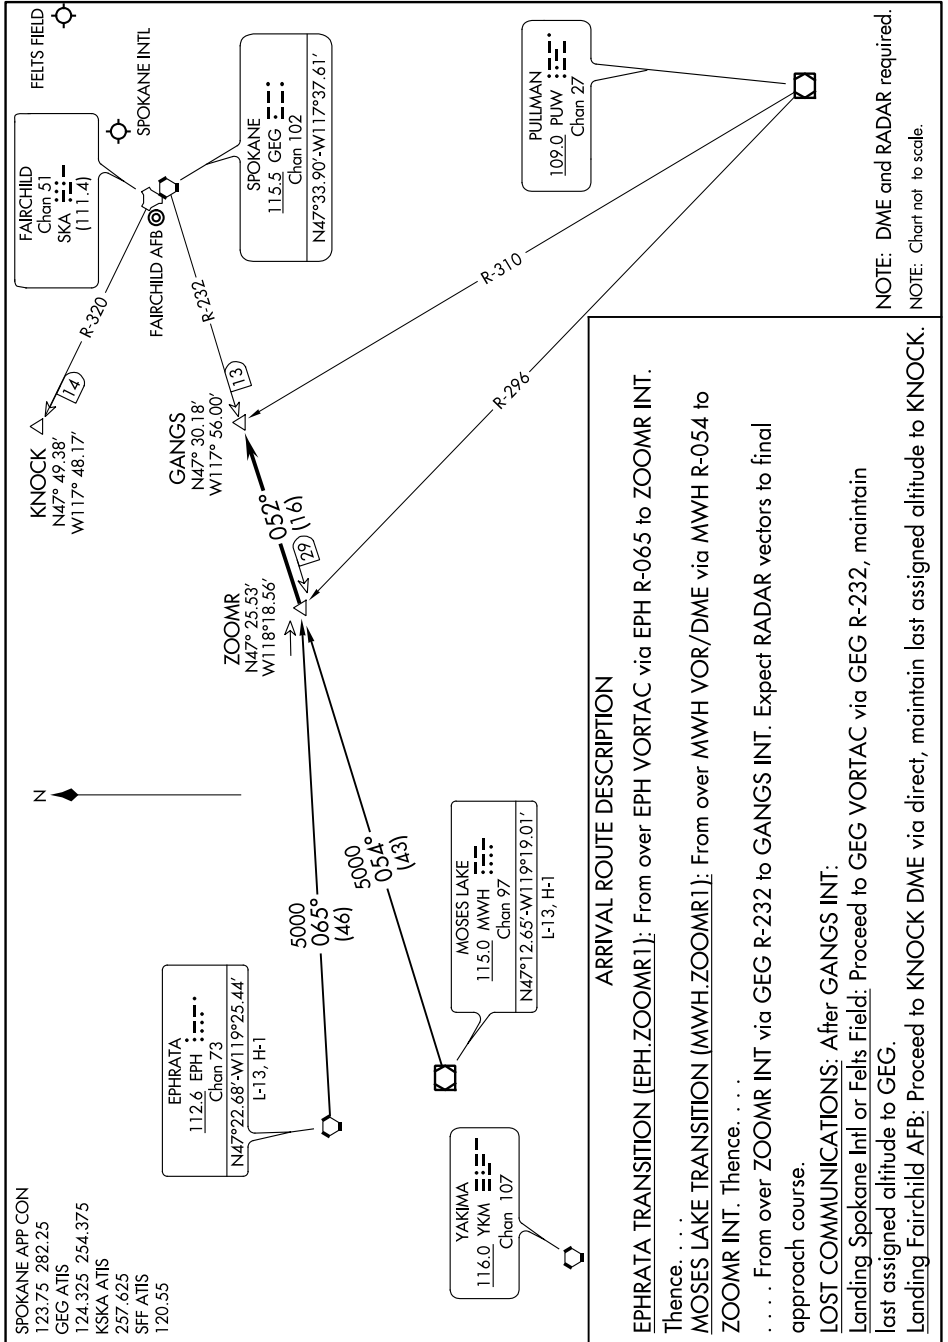 SPOKANE APP CON
123.75 282.25
GEG ATIS
124.325 254.375
KSKA ATIS
257.625
SFF ATIS
120.55
EPHRATA
112.6 EPH
Chan 73
N47°22.68'-W119°25.44'
L-13, H-1
YAKIMA
116.0 YKM
Chan 107
MOSES LAKE
115.0 MWH
Chan 97
N47°12.65'-W119°19.01'
L-13, H-1
5000
065°
(46)
5000
054°
(43)
N
ZOOMR
N47° 25.53'
W118°18.56'
29
052°
(16)
GANGS
N47° 30.18'
W117° 56.00'
13
R-232
KNOCK
N47° 49.38'
W117° 48.17'
14
R-320
FAIRCHILD
Chan 51
SKA
(111.4)
FAIRCHILD AFB
FELTS FIELD
SPOKANE INTL
SPOKANE
115.5 GEG
Chan 102
N47°33.90'-W117°37.61'
R-310
R-296
PULLMAN
109.0 PUW
Chan 27
NOTE: DME and RADAR required.
NOTE: Chart not to scale.
ARRIVAL ROUTE DESCRIPTION
EPHRATA TRANSITION (EPH.ZOOMR1): From over EPH VORTAC via EPH R-065 to ZOOMR INT.
Thence. . . .
MOSES LAKE TRANSITION (MWH.ZOOMR1): From over MWH VOR/DME via MWH R-054 to
ZOOMR INT. Thence. . . .
. . . . From over ZOOMR INT via GEG R-232 to GANGS INT. Expect RADAR vectors to final
approach course.
LOST COMMUNICATIONS: After GANGS INT:
Landing Spokane Intl or Felts Field: Proceed to GEG VORTAC via GEG R-232, maintain
last assigned altitude to GEG.
Landing Fairchild AFB: Proceed to KNOCK DME via direct, maintain last assigned altitude to KNOCK.